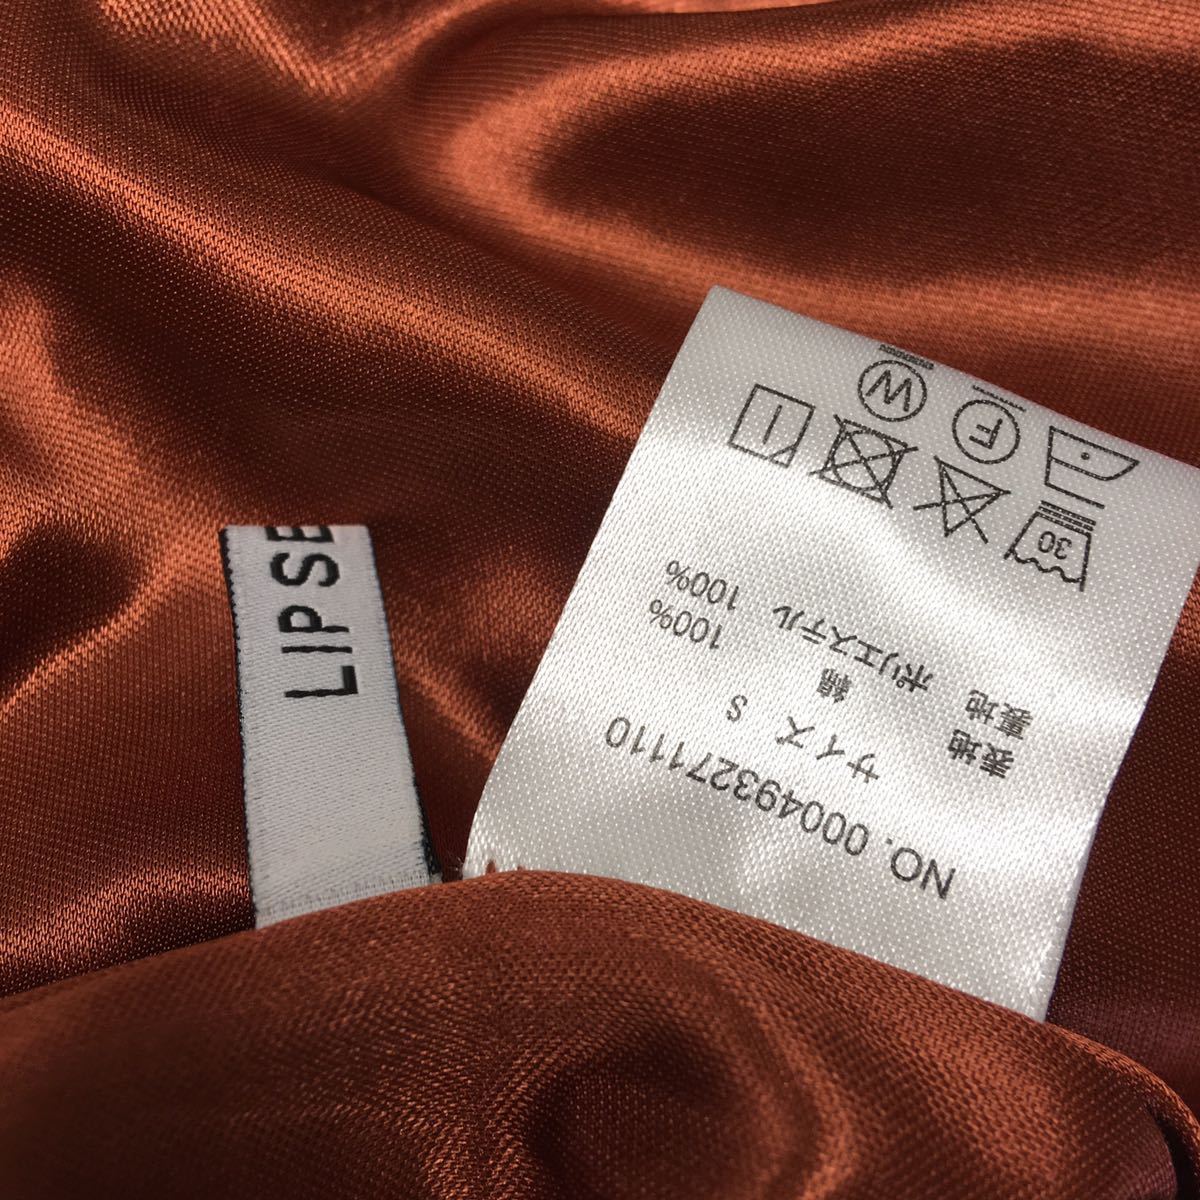 LIPSE
NO. 000493271110
サイズ S
表地 綿 100%
裏地 ポリエステル 100%
30
F
W